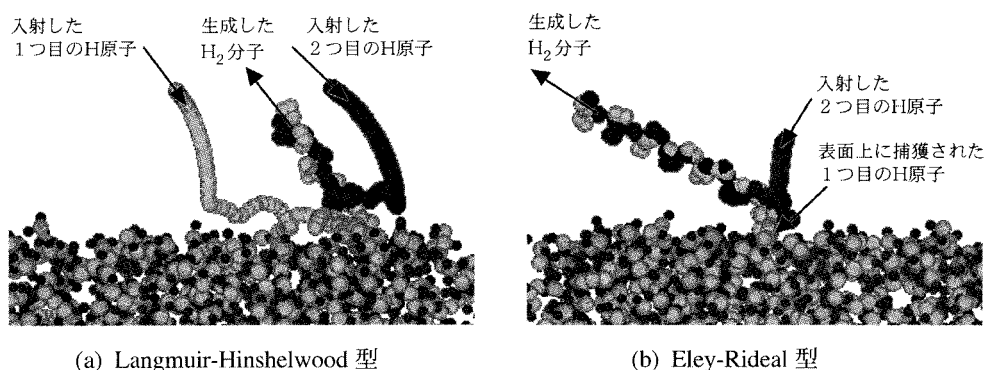 入射した
１つ目のH原子
生成した
H₂分子
入射した
２つ目のH原子
(a) Langmuir-Hinshelwood 型
生成した
H₂分子
入射した
２つ目のH原子
表面上に捕獲された
１つ目のH原子
(b) Eley-Rideal 型